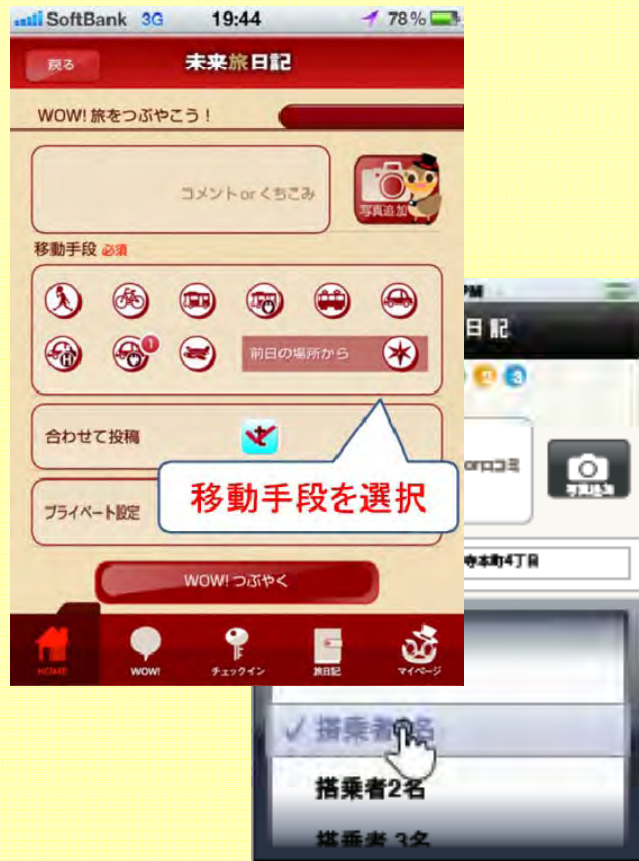 SoftBank 3G 19:44 78%
戻る 未来旅日記
WOW! 旅をつぶやこう！
コメント or くちこみ
写真追加
移動手段 必須
H
1
前日の場所から
合わせて投稿
移動手段を選択
プライベート設定
WOW! つぶやく
HOME WOW! チェックイン 旅日記 マイページ
PM
日記
2 3
or口コミ
写真追加
寺本町4丁目
搭乗者 名
搭乗者2名
搭乗者 3名